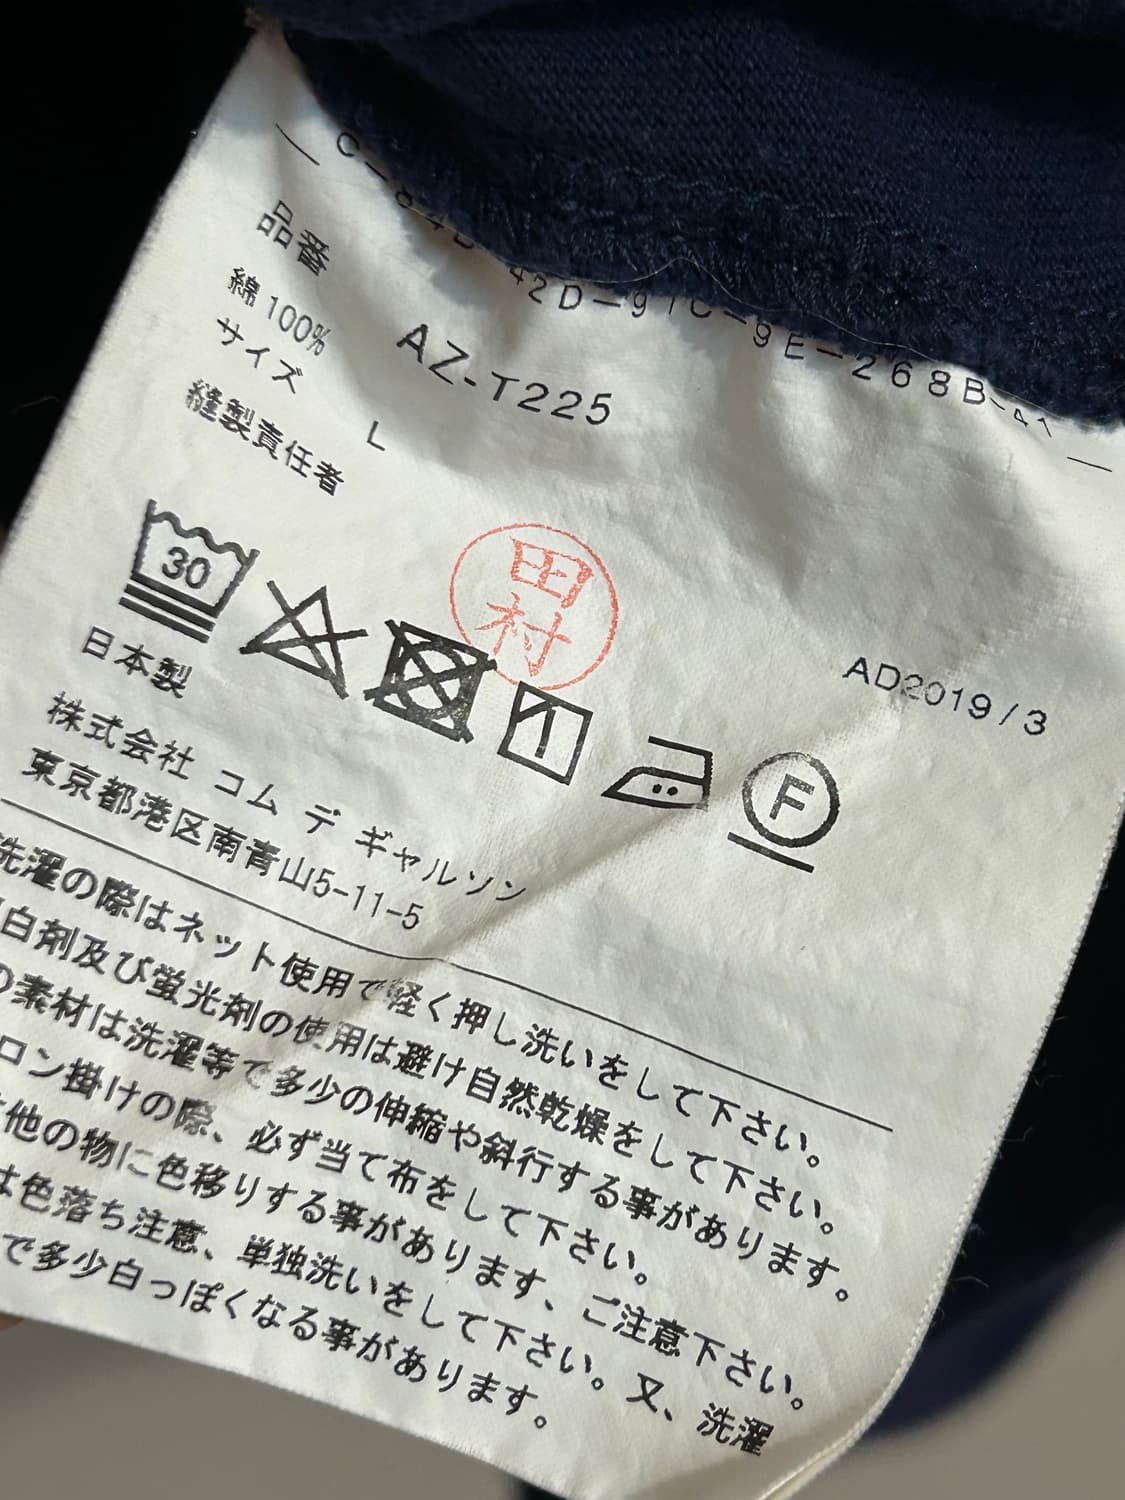 品番 AZ-T225
綿100%
サイズ L
縫製責任者
田村
30
F
AD2019/3
日本製
株式会社 コム デ ギャルソン
東京都港区南青山5-11-5
洗濯の際はネット使用で軽く押し洗いをして下さい。
白剤及び蛍光剤の使用は避け自然乾燥をして下さい。
の素材は洗濯等で多少の伸縮や斜行する事があります。
ロン掛けの際、必ず当て布をして下さい。
他の物に色移りする事があります、ご注意下さい。
は色落ち注意、単独洗いをして下さい。又、洗濯
で多少白っぽくなる事があります。